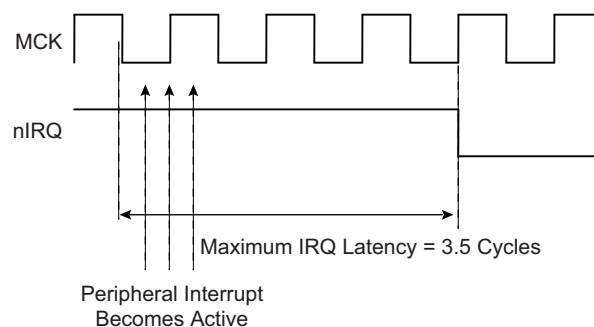 MCK
nIRQ
Maximum IRQ Latency = 3.5 Cycles
Peripheral Interrupt
Becomes Active